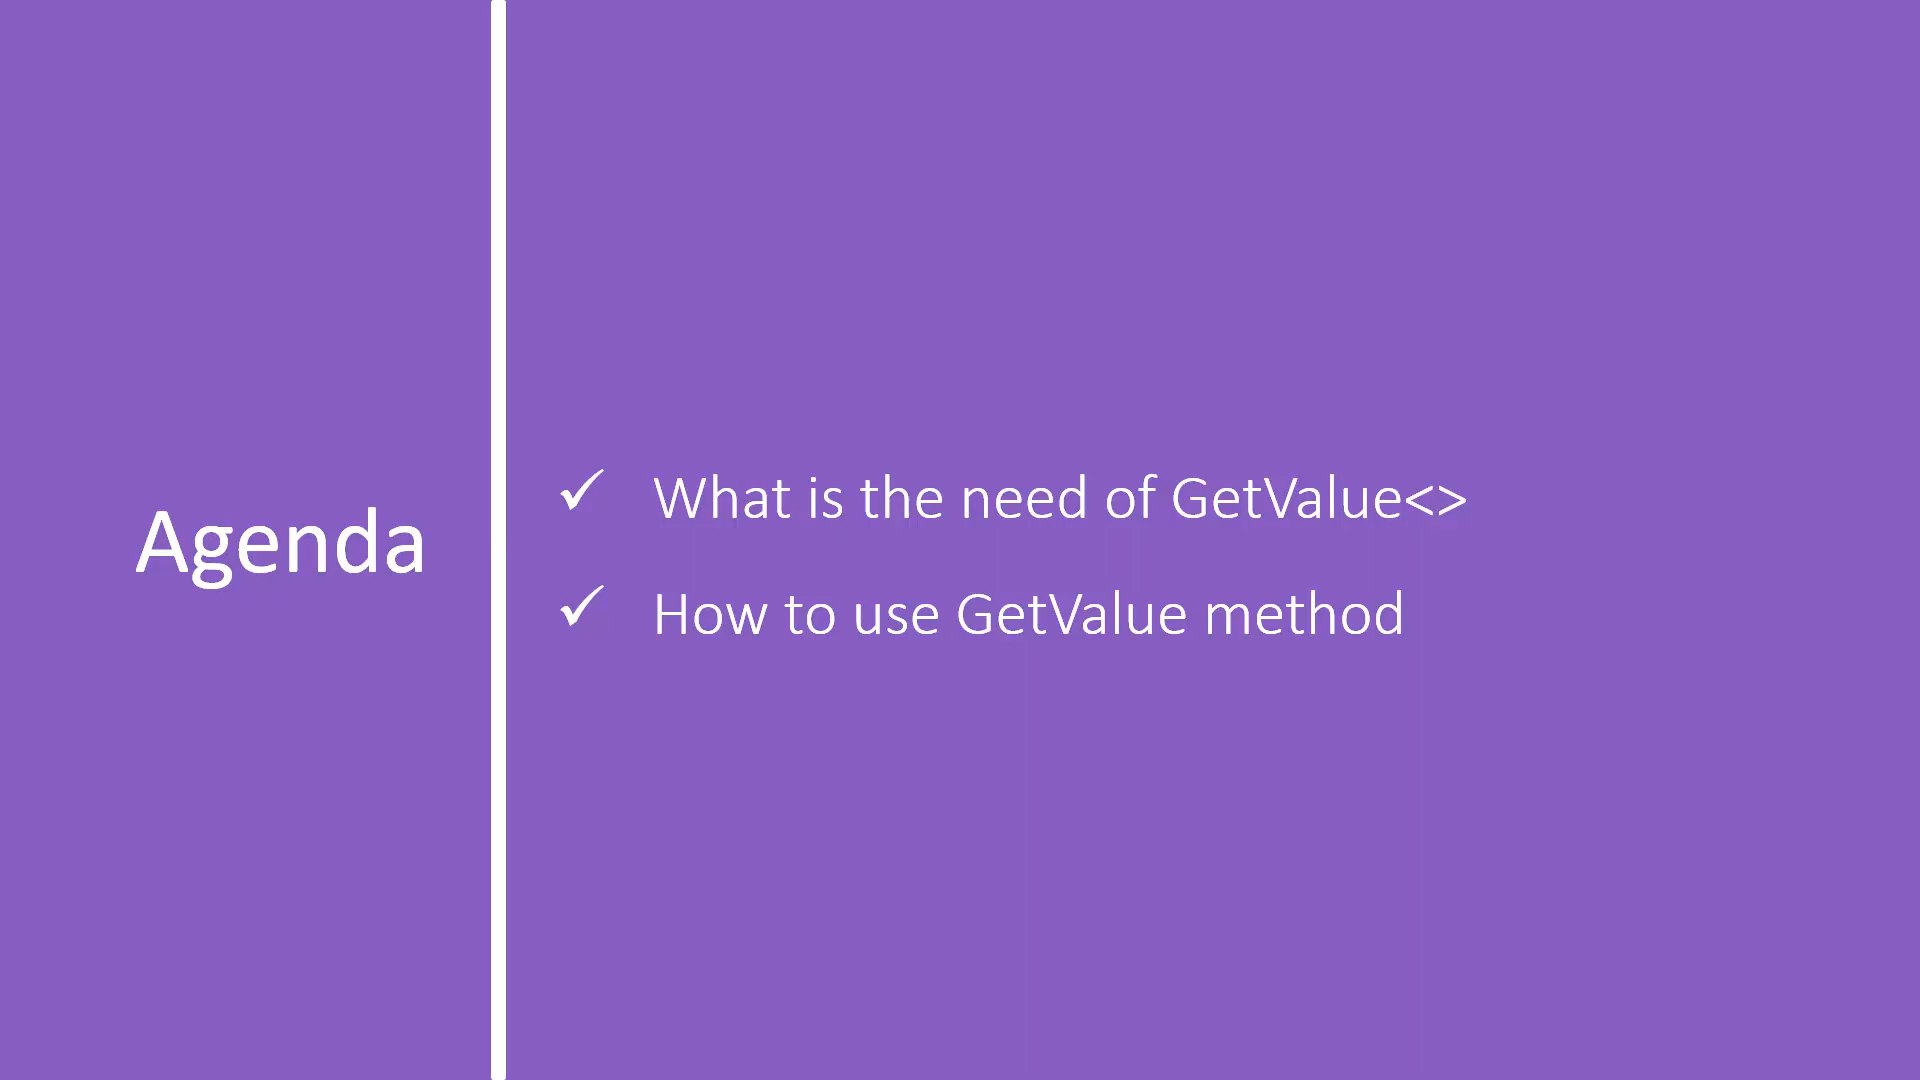 Agenda
✓ What is the need of GetValue<>
✓ How to use GetValue method